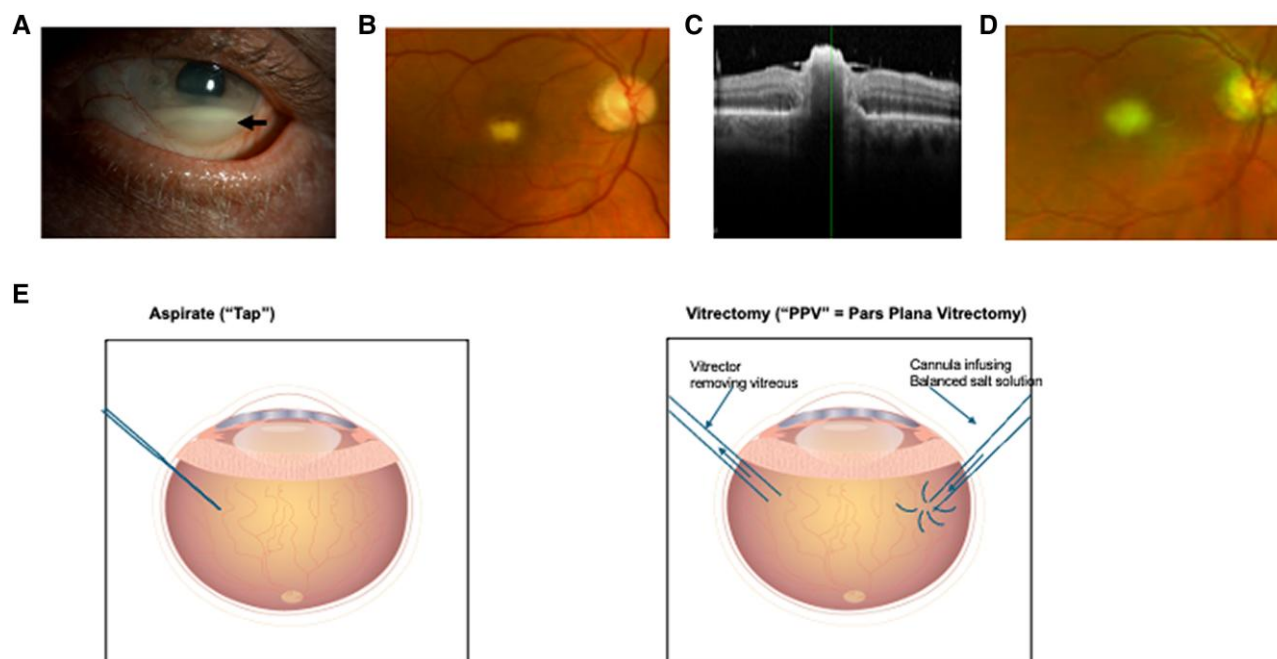 A
B
C
D
E
Aspirate (“Tap”)
Vitrectomy (“PPV” = Pars Plana Vitrectomy)
Vitrector
removing vitreous
Cannula infusing
Balanced salt solution